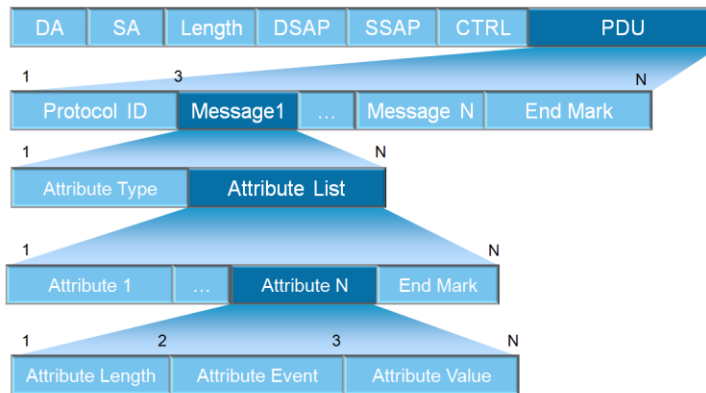 DA SA Length DSAP SSAP CTRL PDU
1 3 N
Protocol ID Message1 ... Message N End Mark
1 N
Attribute Type Attribute List
1 N
Attribute 1 ... Attribute N End Mark
1 2 3 N
Attribute Length Attribute Event Attribute Value